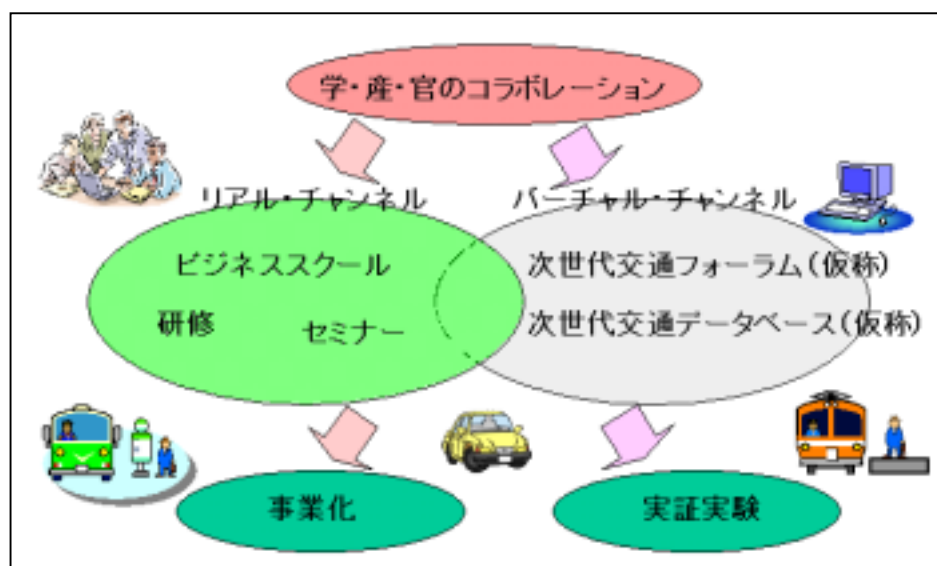 学・産・官のコラボレーション
リアル・チャンネル
バーチャル・チャンネル
ビジネススクール
研修
セミナー
次世代交通フォーラム(仮称)
次世代交通データベース(仮称)
事業化
実証実験